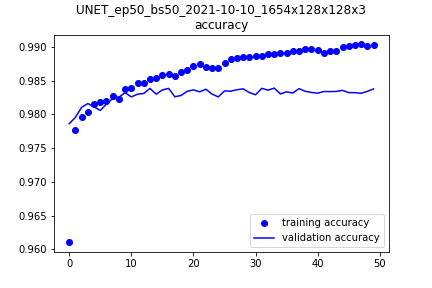 UNET_ep50_bs50_2021-10-10_1654x128x128x3
accuracy
0.990
0.985
0.980
0.975
0.970
0.965
0.960
training accuracy
validation accuracy
0 10 20 30 40 50